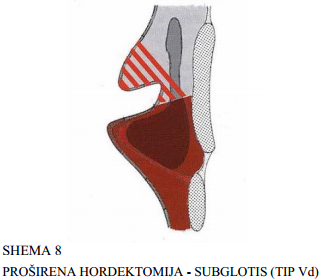 SHEMA 8
PROŠIRENA HORDEKTOMIJA - SUBGLOTIS (TIP Vd)